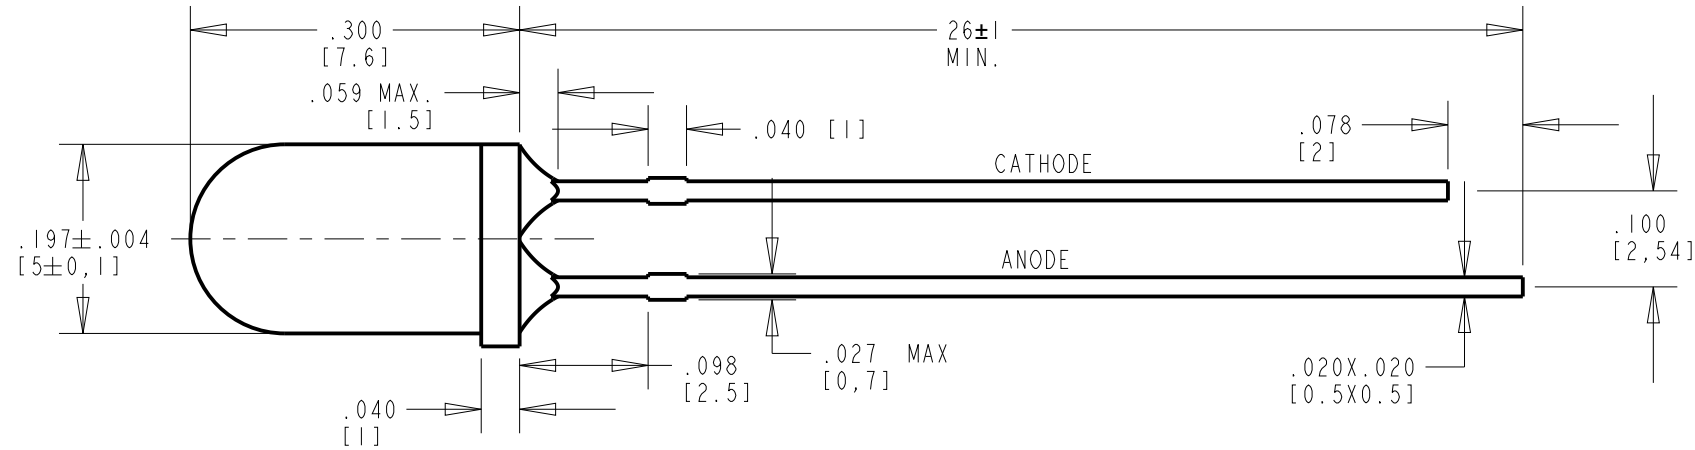 .300
[7.6]
26±1
MIN.
.059 MAX.
[1.5]
.040 [1]
.078
[2]
CATHODE
.197±.004
[5±0,1]
.100
[2,54]
ANODE
.098
[2.5]
.027 MAX
[0,7]
.020X.020
[0.5X0.5]
.040
[1]